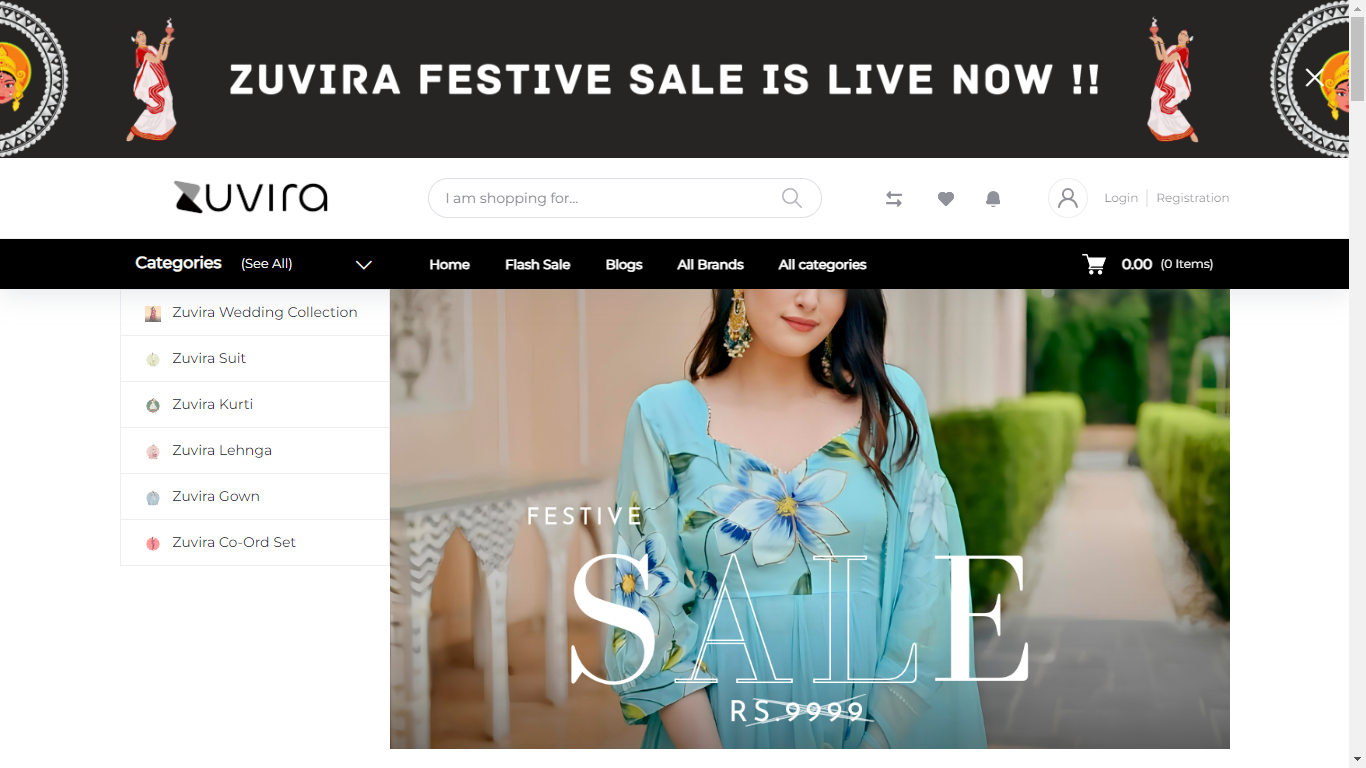 ZUVIRA FESTIVE SALE IS LIVE NOW !!
ZUVIRA
I am shopping for...
Login | Registration
Categories (See All)
Home
Flash Sale
Blogs
All Brands
All categories
0.00 (0 Items)
Zuvira Wedding Collection
Zuvira Suit
Zuvira Kurti
Zuvira Lehnga
Zuvira Gown
Zuvira Co-Ord Set
FESTIVE
SALE
RS.9999